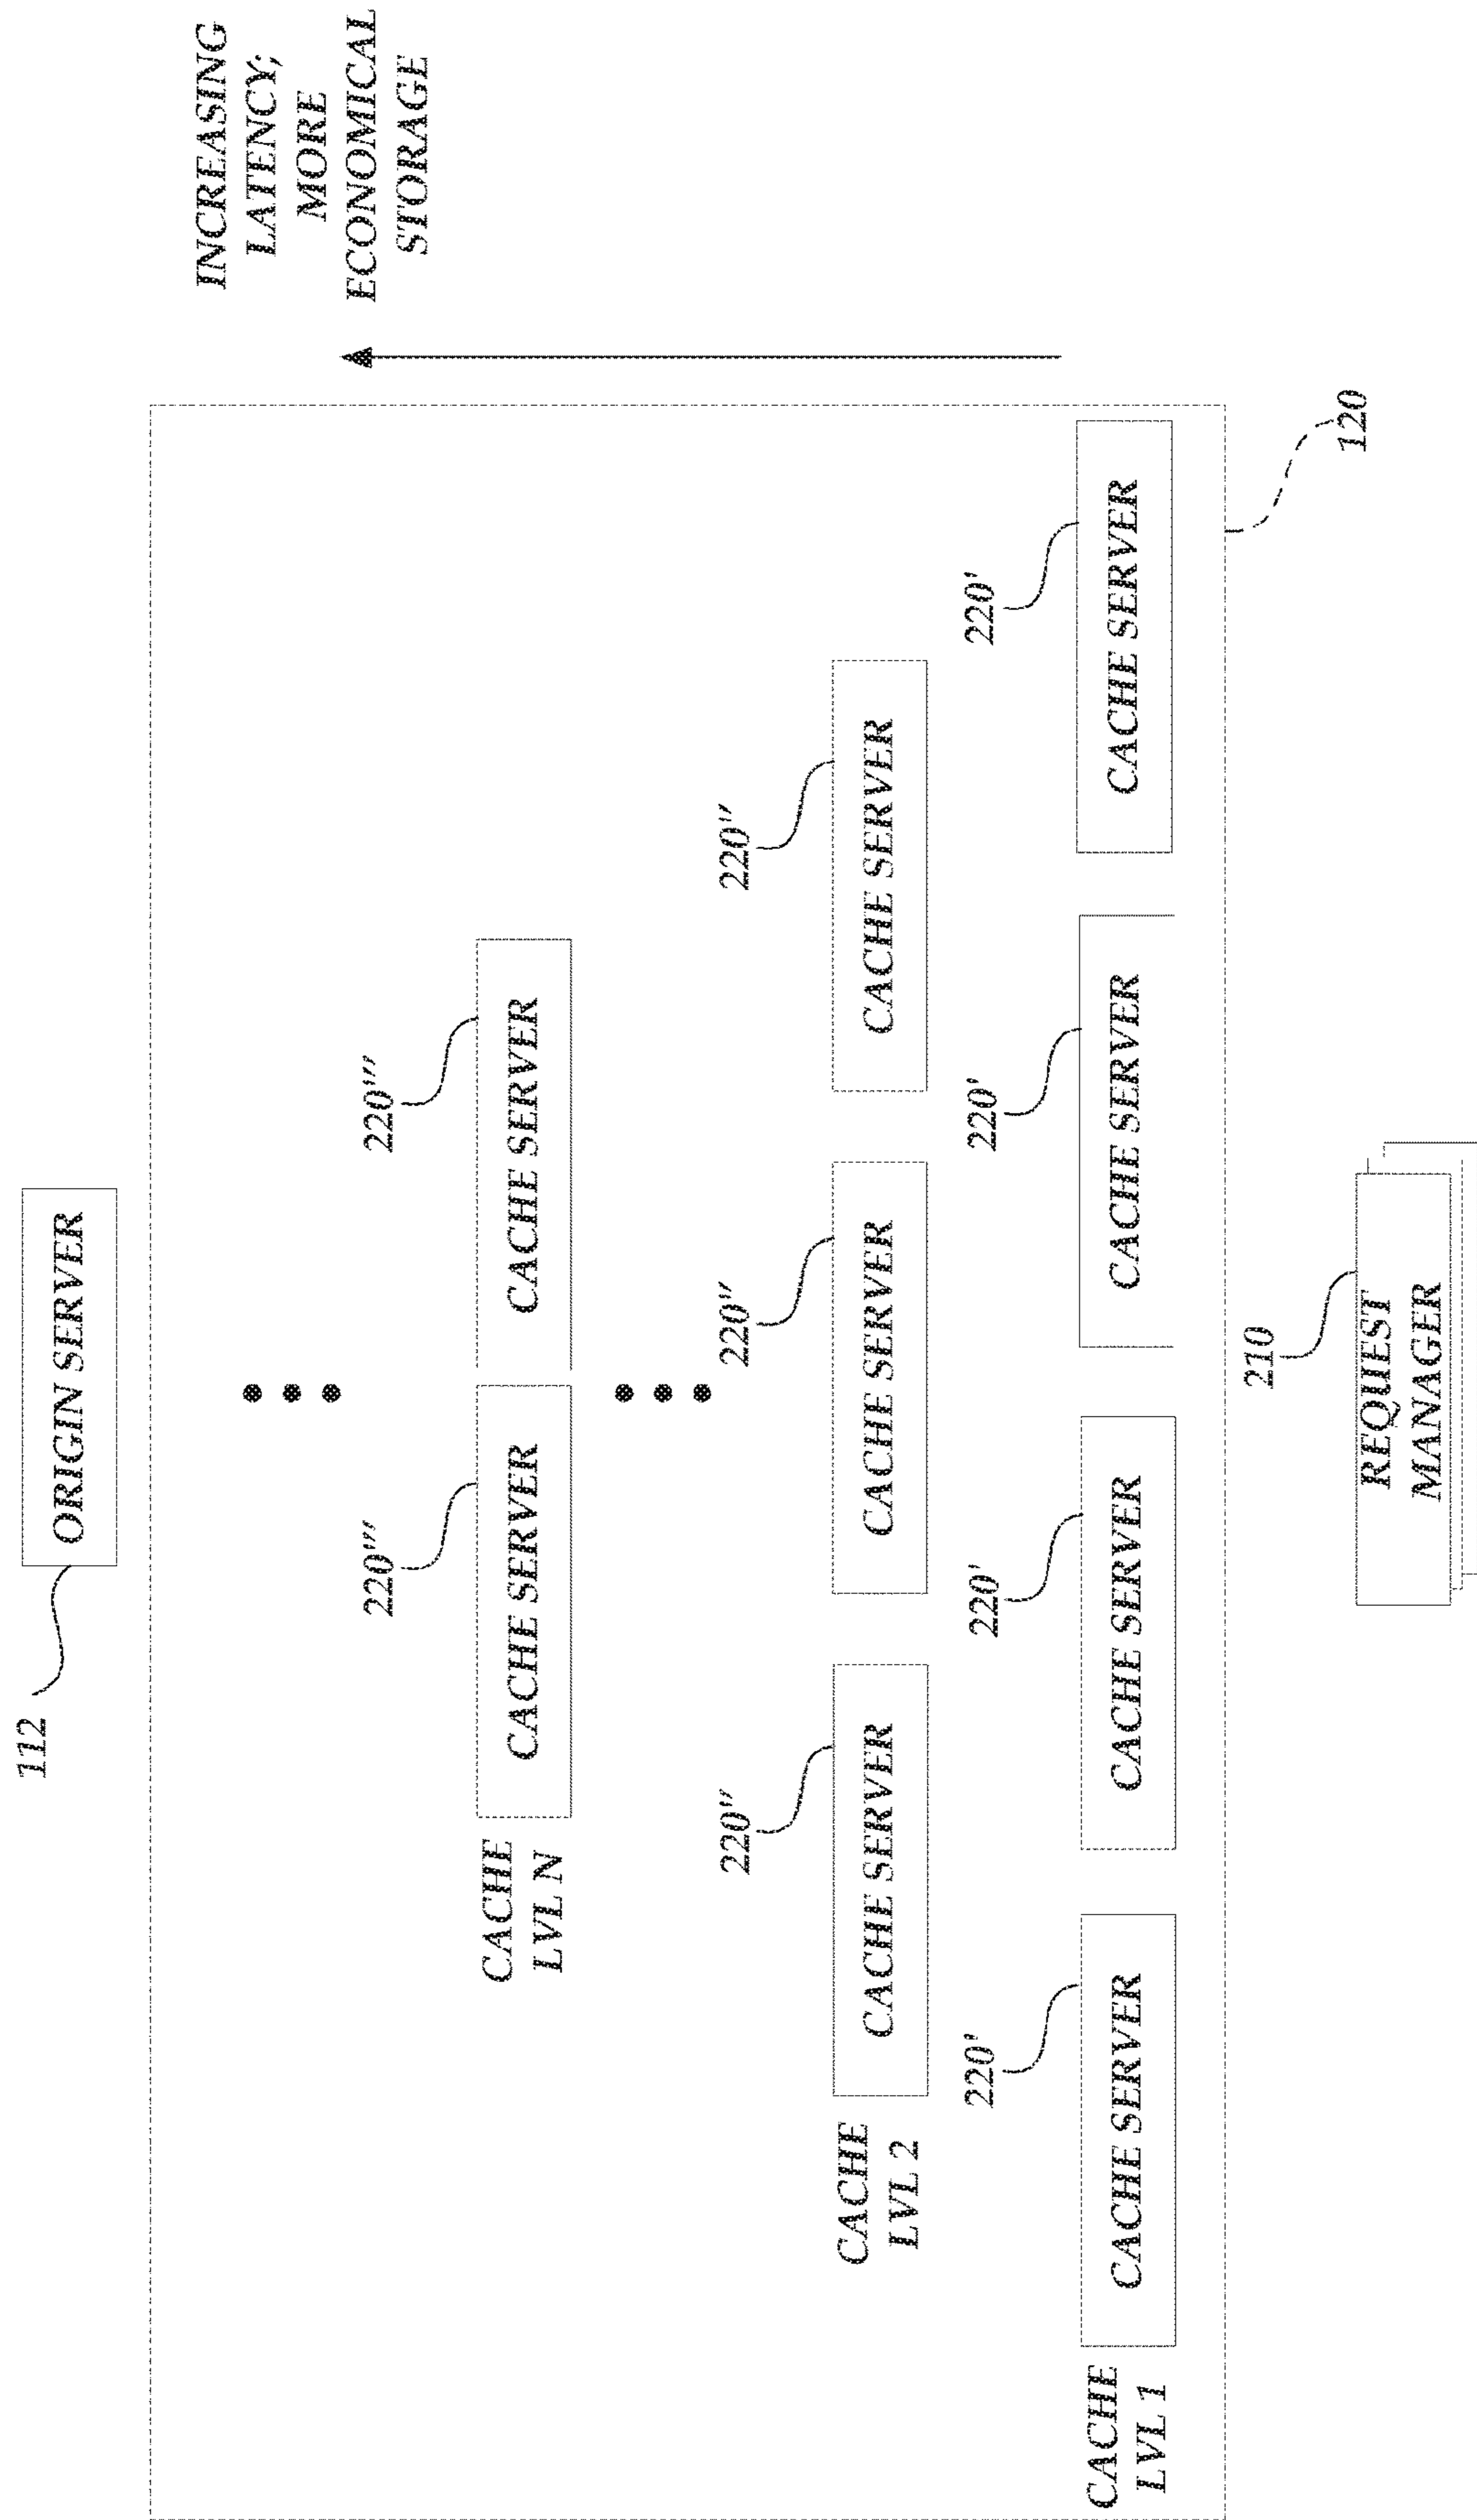 112
ORIGIN SERVER
INCREASING
LATENCY;
MORE
ECONOMICAL
STORAGE
220'''
220'''
CACHE
LVL N
CACHE SERVER
CACHE SERVER
220''
220''
220''
CACHE
LVL 2
CACHE SERVER
CACHE SERVER
CACHE SERVER
220'
220'
220'
220'
CACHE
LVL 1
CACHE SERVER
CACHE SERVER
CACHE SERVER
CACHE SERVER
120
210
REQUEST
MANAGER